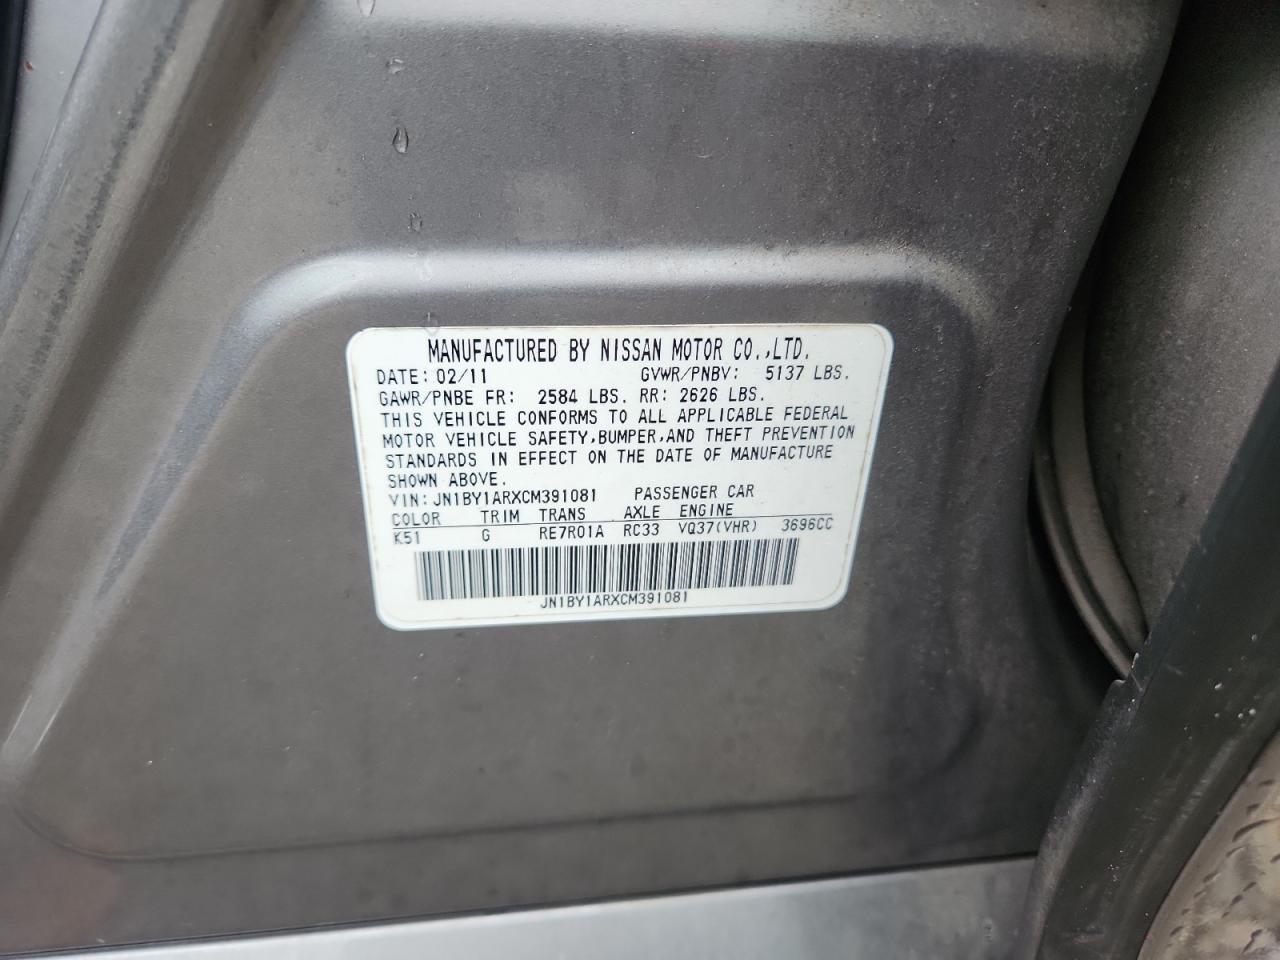 MANUFACTURED BY NISSAN MOTOR CO.,LTD.
DATE: 02/11 GVWR/PNBV: 5137 LBS.
GAWR/PNBE FR: 2584 LBS. RR: 2626 LBS.
THIS VEHICLE CONFORMS TO ALL APPLICABLE FEDERAL
MOTOR VEHICLE SAFETY,BUMPER,AND THEFT PREVENTION
STANDARDS IN EFFECT ON THE DATE OF MANUFACTURE
SHOWN ABOVE.
VIN: JN1BY1ARXCM391081 PASSENGER CAR
COLOR TRIM TRANS AXLE ENGINE
K51 G RE7R01A RC33 VQ37(VHR) 3696CC
JN1BY1ARXCM391081